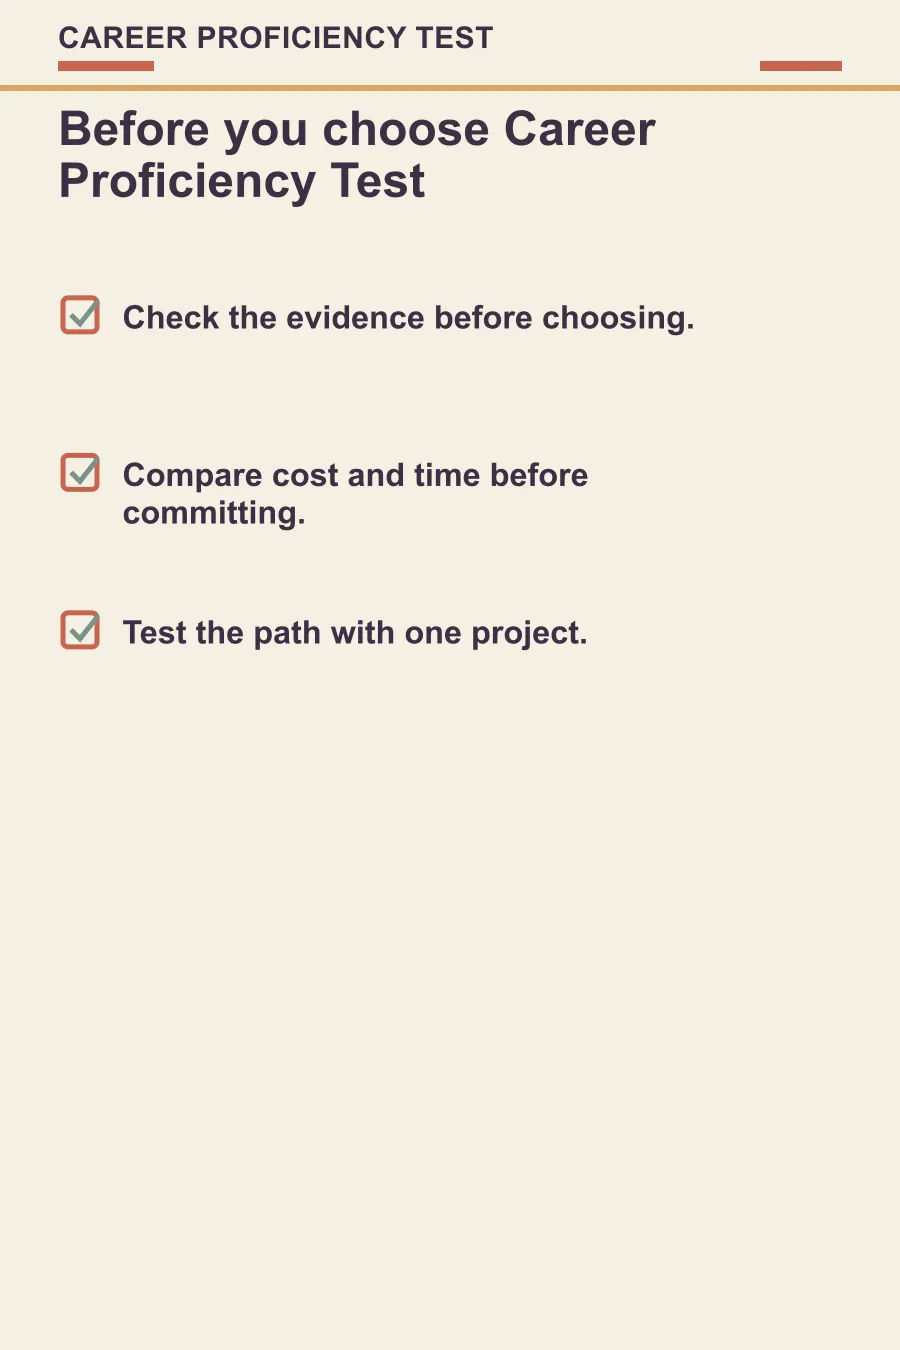 CAREER PROFICIENCY TEST
Before you choose Career
Proficiency Test
Check the evidence before choosing.
Compare cost and time before
committing.
Test the path with one project.